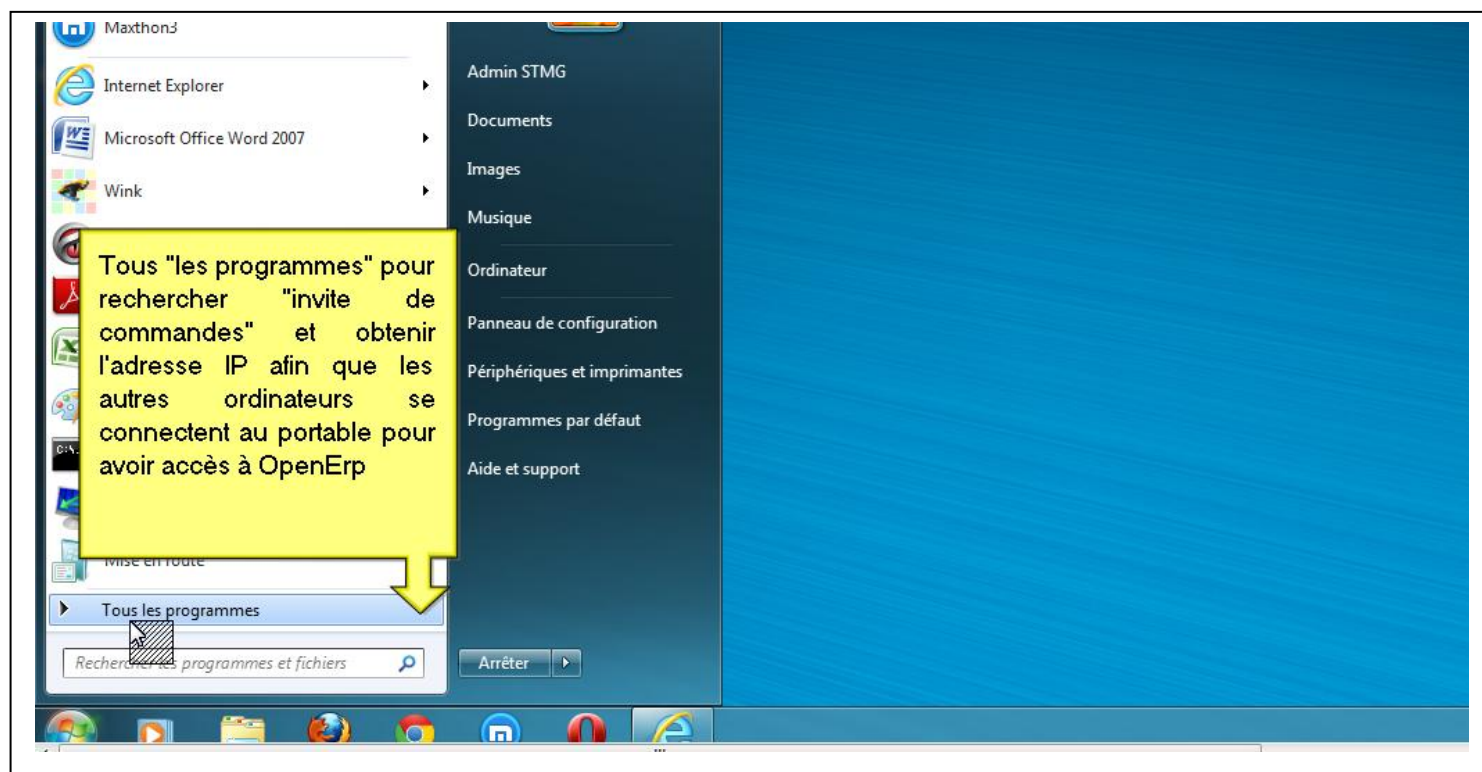 Maxthon3
Internet Explorer
Microsoft Office Word 2007
Wink
Tous "les programmes" pour
rechercher "invite de
commandes" et obtenir
l'adresse IP afin que les
autres ordinateurs se
connectent au portable pour
avoir accès à OpenErp
Mise en route
Tous les programmes
Rechercher les programmes et fichiers
Admin STMG
Documents
Images
Musique
Ordinateur
Panneau de configuration
Périphériques et imprimantes
Programmes par défaut
Aide et support
Arrêter